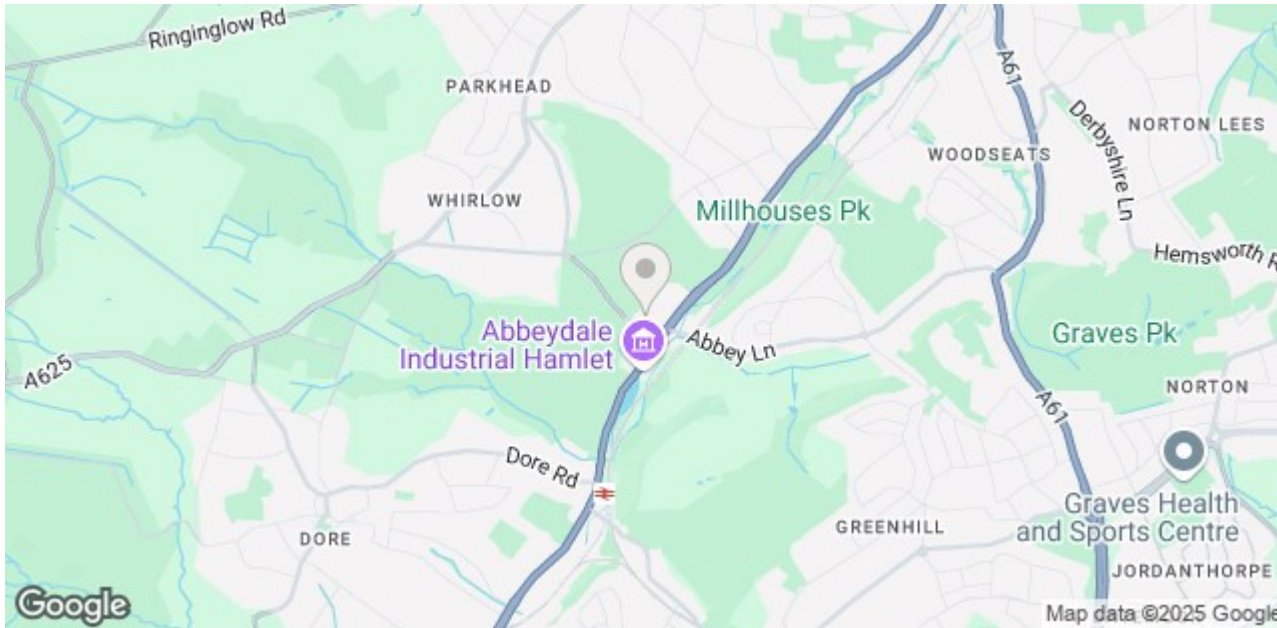 Ringinglow Rd
PARKHEAD
A61
Derbyshire Ln
NORTON LEES
WOODSEATS
WHIRLOW
Millhouses Pk
Hemsworth R
Abbeydale
Industrial Hamlet
Abbey Ln
Graves Pk
A625
NORTON
A61
Dore Rd
Graves Health
and Sports Centre
GREENHILL
DORE
JORDANTHORPE
Google
Map data ©2025 Google